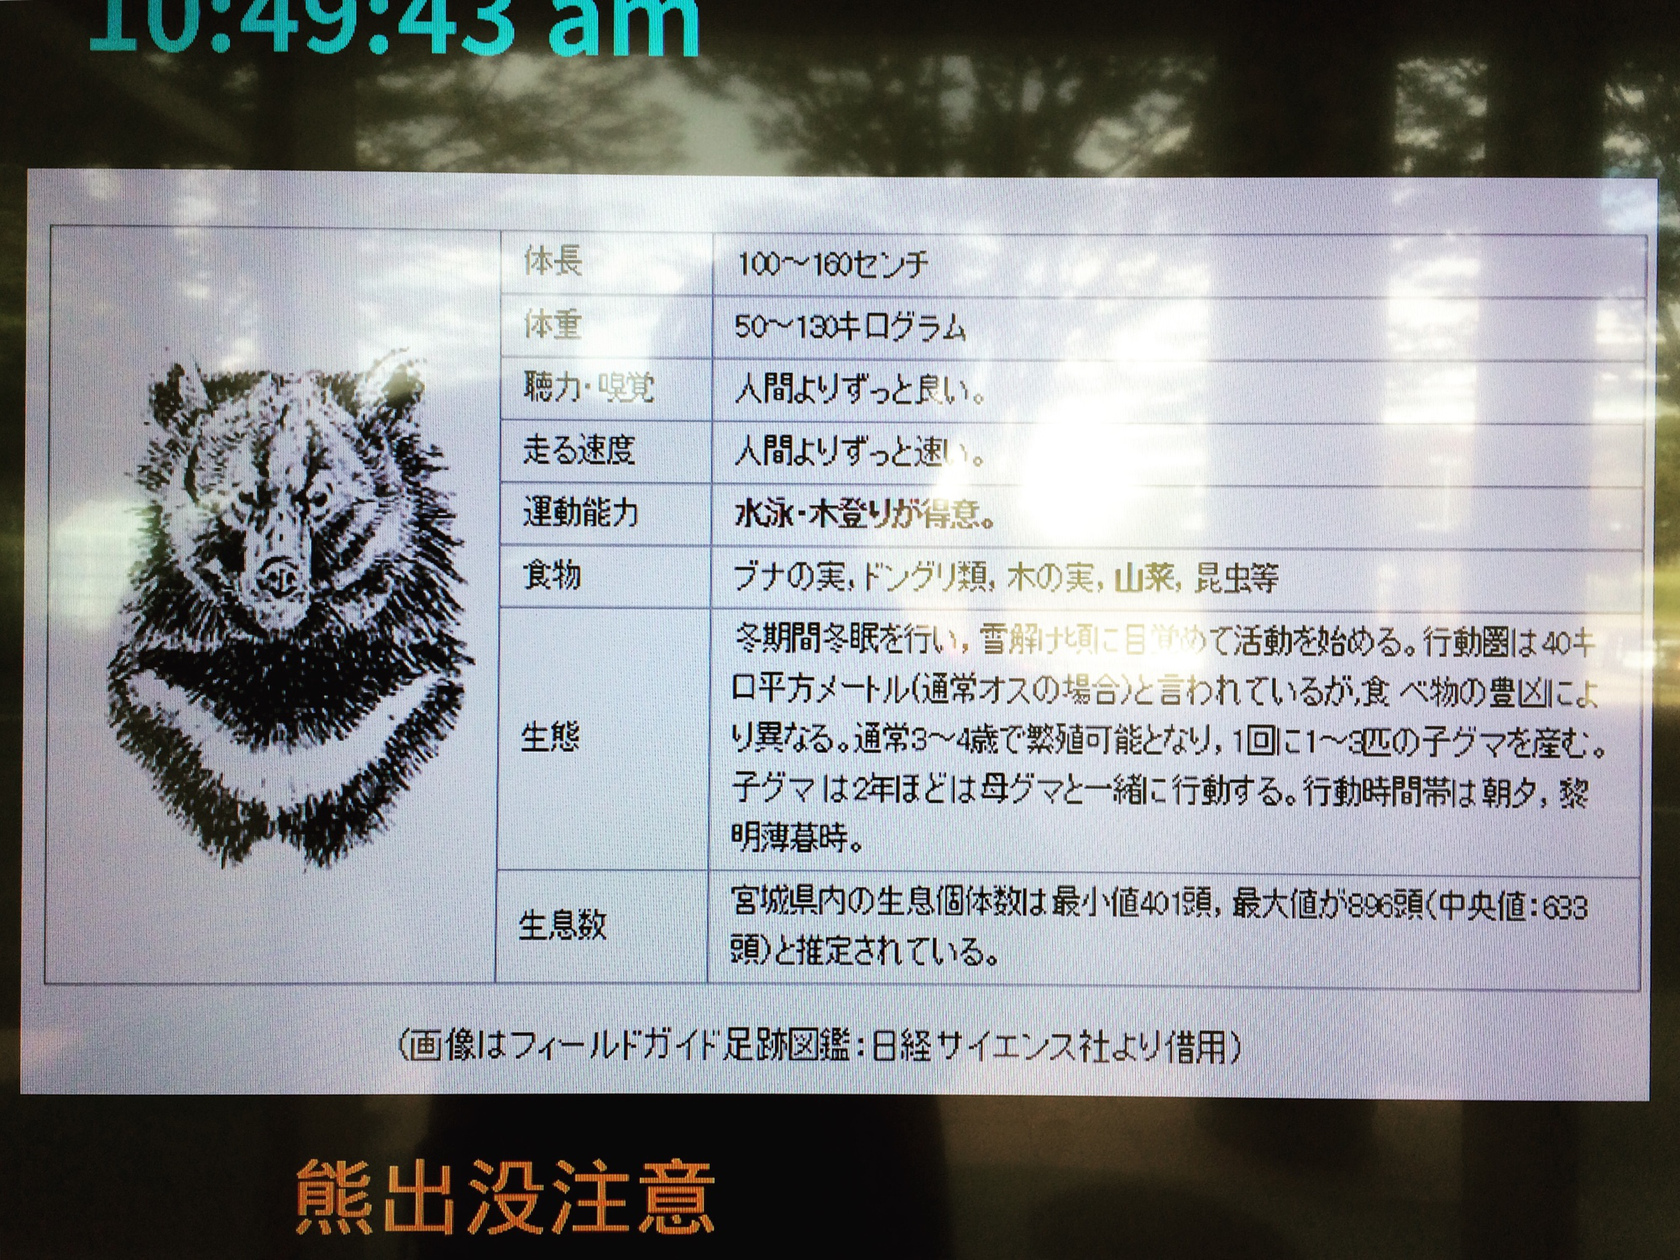 10:49:43 am
体長
100〜160センチ
体重
50〜130キログラム
聴力・嗅覚
人間よりずっと良い。
走る速度
人間よりずっと速い。
運動能力
水泳・木登りが得意。
食物
ブナの実, ドングリ類, 木の実, 山菜, 昆虫等
生態
冬期間冬眠を行い, 雪解け頃に目覚めて活動を始める。行動圏は40キ
ロ平方メートル(通常オスの場合)と言われているが,食 べ物の豊凶によ
り異なる。通常3〜4歳で繁殖可能となり, 1回に1〜3匹の子グマを産む。
子グマ は2年ほどは母グマと一緒に行動する。行動時間帯は朝夕, 黎
明薄暮時。
生息数
宮城県内の生息個体数は最小値401頭, 最大値が896頭(中央値:633
頭)と推定されている。
(画像はフィールドガイド足跡図鑑:日経サイエンス社より借用)
熊出没注意